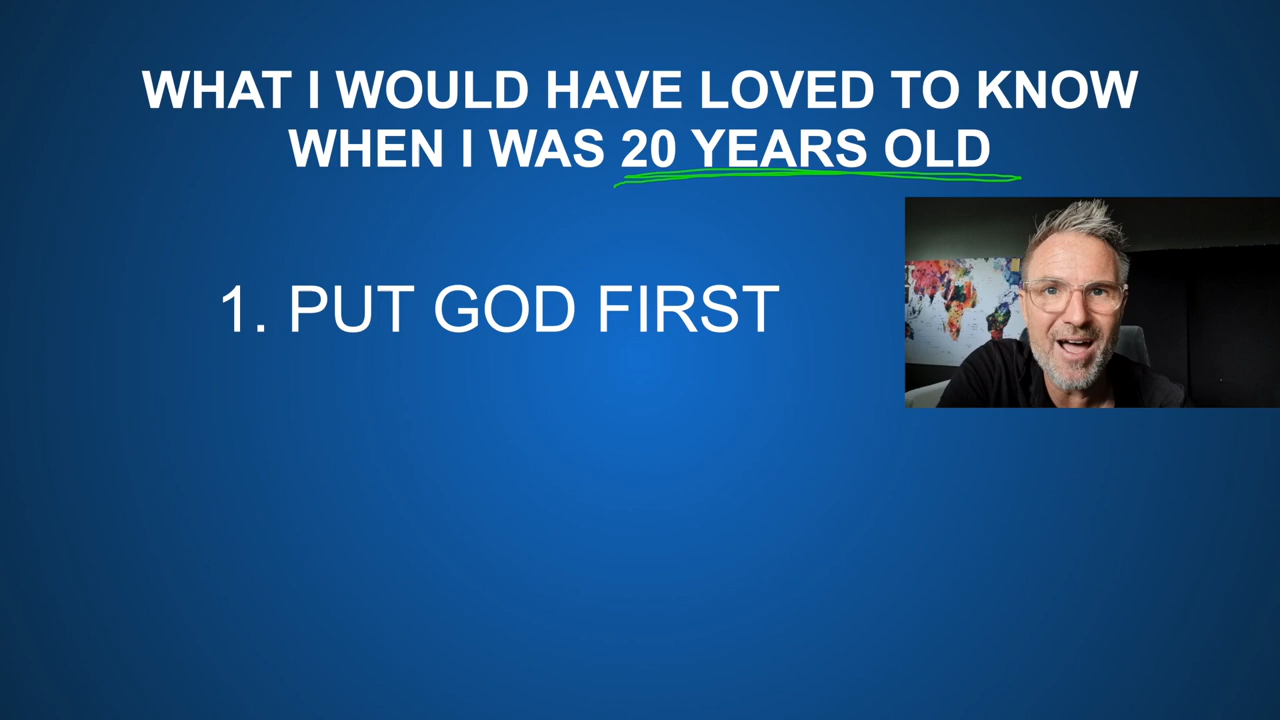 WHAT I WOULD HAVE LOVED TO KNOW
WHEN I WAS 20 YEARS OLD
1. PUT GOD FIRST